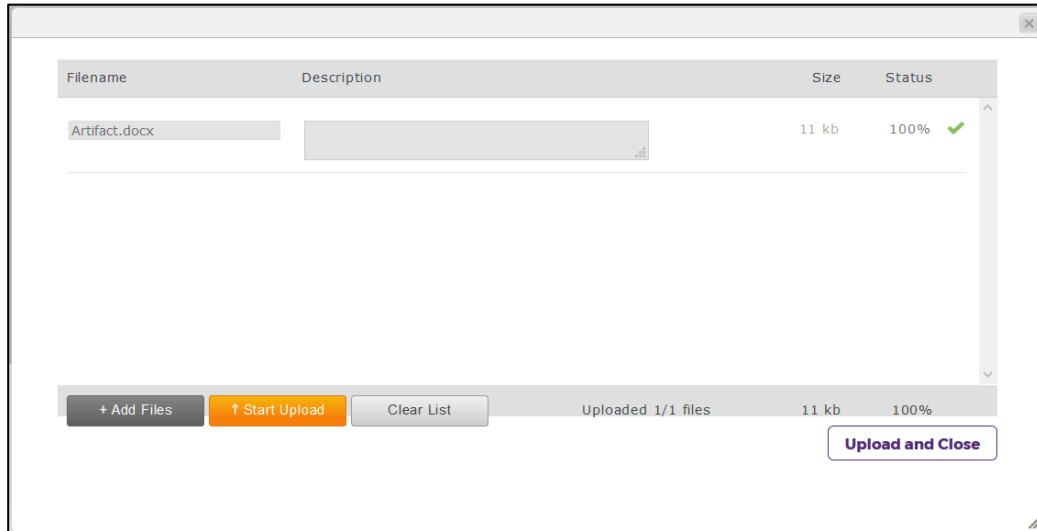 Filename Description Size Status
Artifact.docx 11 kb 100%
+ Add Files ↑ Start Upload Clear List Uploaded 1/1 files 11 kb 100%
Upload and Close